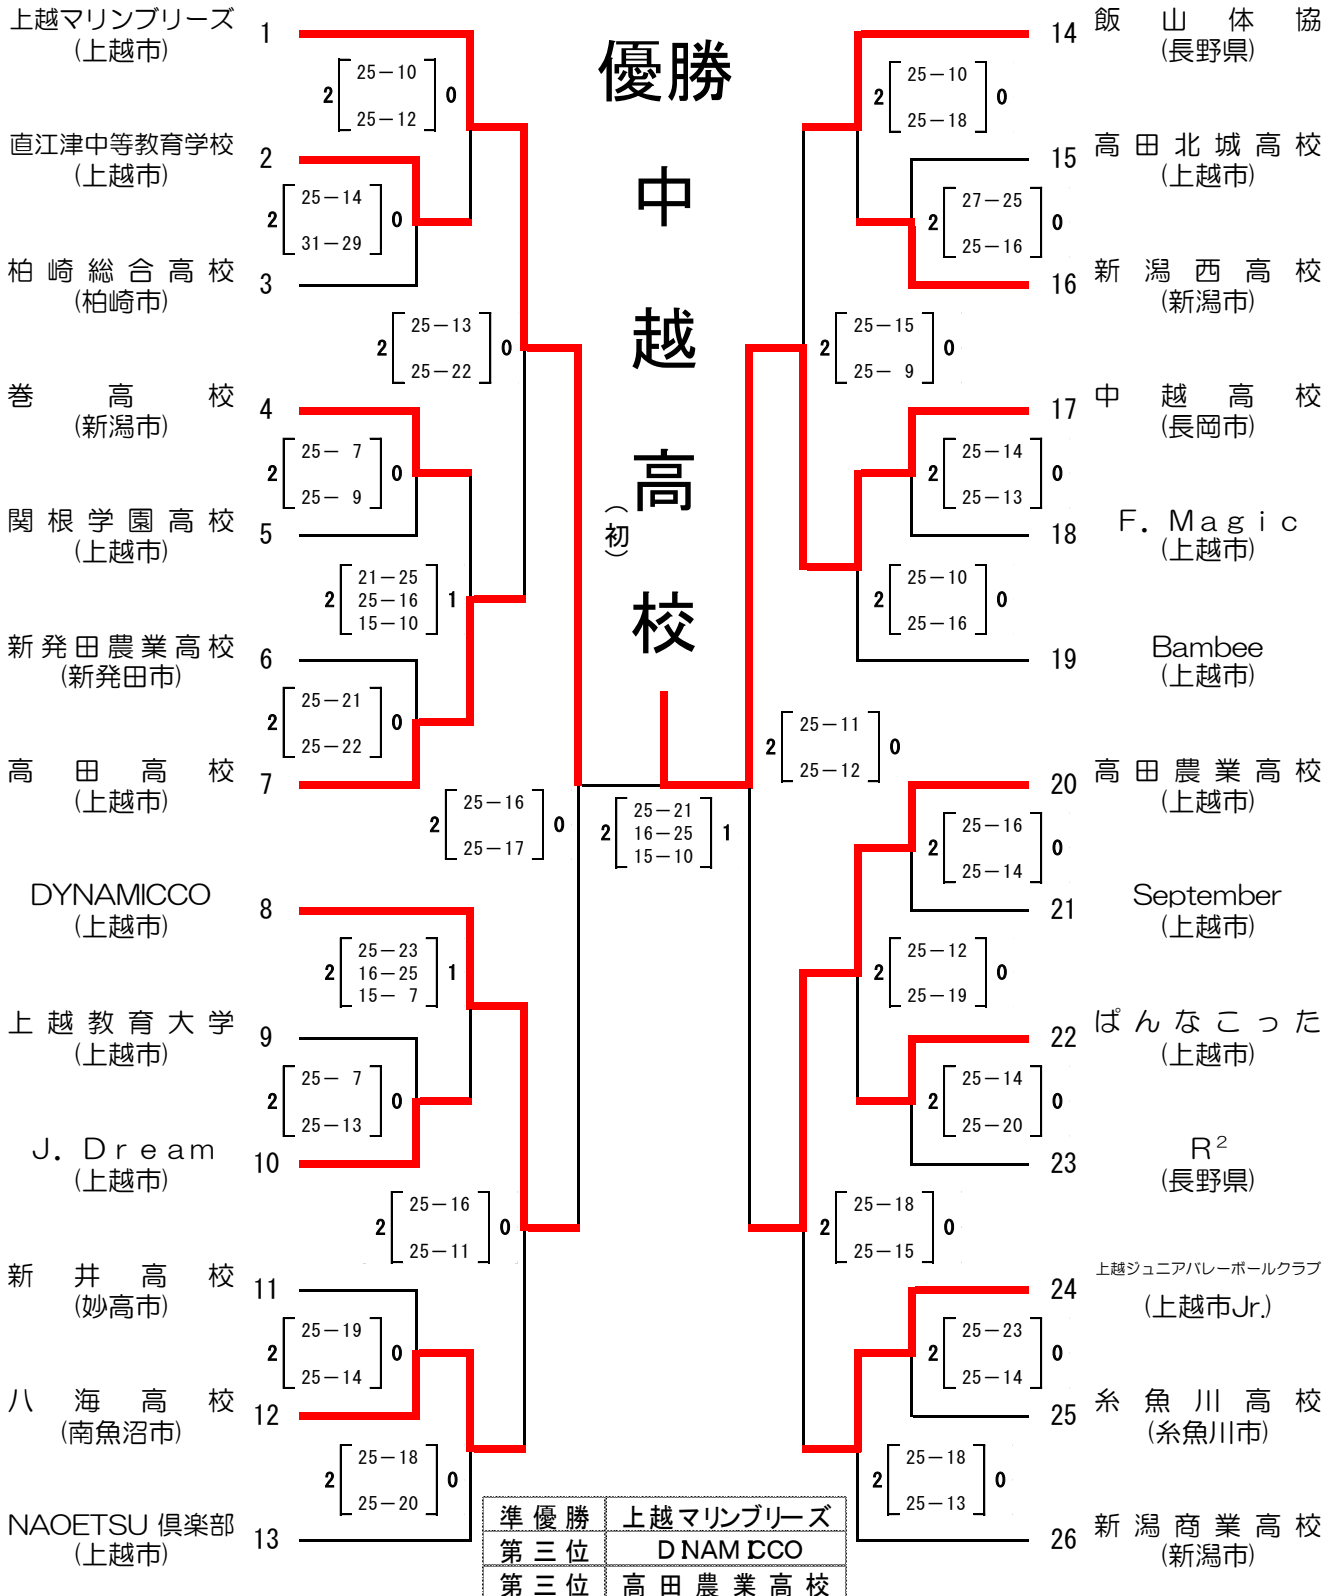 上越マリンブリーズ
(上越市)
1
2 25－10 0
25－12
直江津中等教育学校
(上越市)
2
2 25－14 0
31－29
柏崎総合高校
(柏崎市)
3
2 25－13 0
25－22
巻高校
(新潟市)
4
2 25－ 7 0
25－ 9
関根学園高校
(上越市)
5
21－25
2 25－16 1
15－10
新発田農業高校
(新発田市)
6
2 25－21 0
25－22
高田高校
(上越市)
7
2 25－16 0
25－17
DYNAMICCO
(上越市)
8
25－23
2 16－25 1
15－ 7
上越教育大学
(上越市)
9
2 25－ 7 0
25－13
J．Dream
(上越市)
10
2 25－16 0
25－11
新井高校
(妙高市)
11
2 25－19 0
25－14
八海高校
(南魚沼市)
12
2 25－18 0
25－20
NAOETSU 倶楽部
(上越市)
13
優勝
中越高校
(初)
25－21
2 16－25 1
15－10
飯山体協
(長野県)
14
2 25－10 0
25－18
高田北城高校
(上越市)
15
2 27－25 0
25－16
新潟西高校
(新潟市)
16
2 25－15 0
25－ 9
中越高校
(長岡市)
17
2 25－14 0
25－13
F．Magic
(上越市)
18
2 25－10 0
25－16
Bambee
(上越市)
19
2 25－11 0
25－12
高田農業高校
(上越市)
20
2 25－16 0
25－14
September
(上越市)
21
2 25－12 0
25－19
ぱんなこった
(上越市)
22
2 25－14 0
25－20
R²
(長野県)
23
2 25－18 0
25－15
上越ジュニアバレーボールクラブ
(上越市Jr.)
24
2 25－23 0
25－14
糸魚川高校
(糸魚川市)
25
2 25－18 0
25－13
新潟商業高校
(新潟市)
26
準優勝 上越マリンブリーズ
第三位 DNAMICCO
第三位 高田農業高校